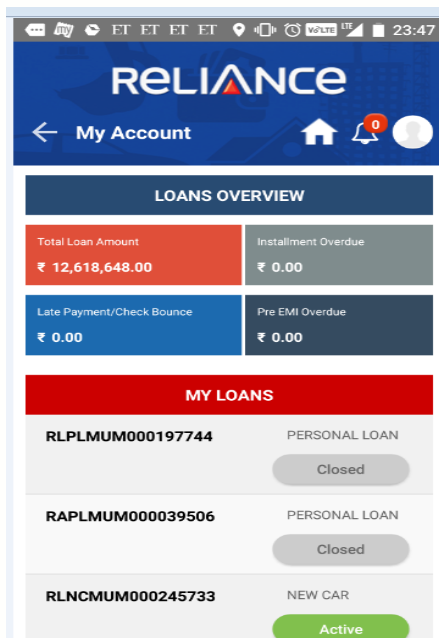 my ET ET ET ET VoLTE LTE 23:47
RELIANCE
My Account 0
LOANS OVERVIEW
Total Loan Amount Installment Overdue
₹ 12,618,648.00 ₹ 0.00
Late Payment/Check Bounce Pre EMI Overdue
₹ 0.00 ₹ 0.00
MY LOANS
RLPLMUM000197744 PERSONAL LOAN
Closed
RAPLMUM000039506 PERSONAL LOAN
Closed
RLNCMUM000245733 NEW CAR
Active